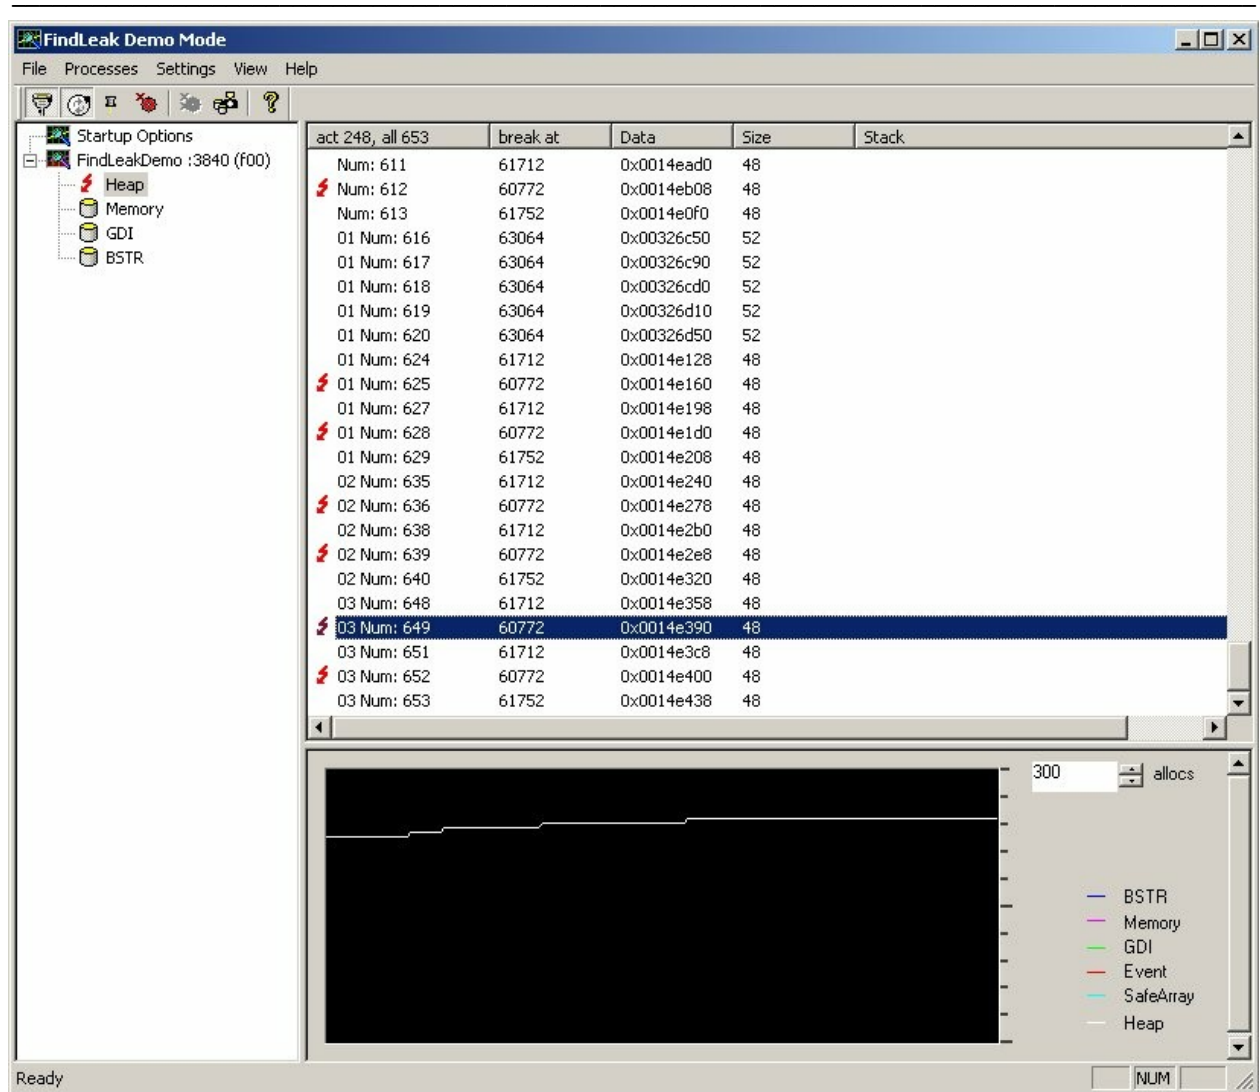 FindLeak Demo Mode
File Processes Settings View Help
Startup Options
FindLeakDemo :3840 (f00)
Heap
Memory
GDI
BSTR
act 248, all 653 break at Data Size Stack
Num: 611 61712 0x0014ead0 48
Num: 612 60772 0x0014eb08 48
Num: 613 61752 0x0014e0f0 48
01 Num: 616 63064 0x00326c50 52
01 Num: 617 63064 0x00326c90 52
01 Num: 618 63064 0x00326cd0 52
01 Num: 619 63064 0x00326d10 52
01 Num: 620 63064 0x00326d50 52
01 Num: 624 61712 0x0014e128 48
01 Num: 625 60772 0x0014e160 48
01 Num: 627 61712 0x0014e198 48
01 Num: 628 60772 0x0014e1d0 48
01 Num: 629 61752 0x0014e208 48
02 Num: 635 61712 0x0014e240 48
02 Num: 636 60772 0x0014e278 48
02 Num: 638 61712 0x0014e2b0 48
02 Num: 639 60772 0x0014e2e8 48
02 Num: 640 61752 0x0014e320 48
03 Num: 648 61712 0x0014e358 48
03 Num: 649 60772 0x0014e390 48
03 Num: 651 61712 0x0014e3c8 48
03 Num: 652 60772 0x0014e400 48
03 Num: 653 61752 0x0014e438 48
300 allocs
BSTR
Memory
GDI
Event
SafeArray
Heap
Ready NUM